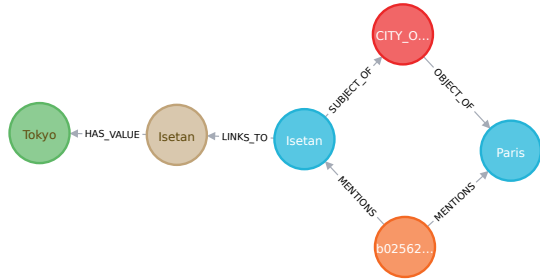 CITY_O...
SUBJECT_OF
OBJECT_OF
Tokyo
HAS_VALUE
Isetan
LINKS_TO
Isetan
Paris
MENTIONS
MENTIONS
b02562...